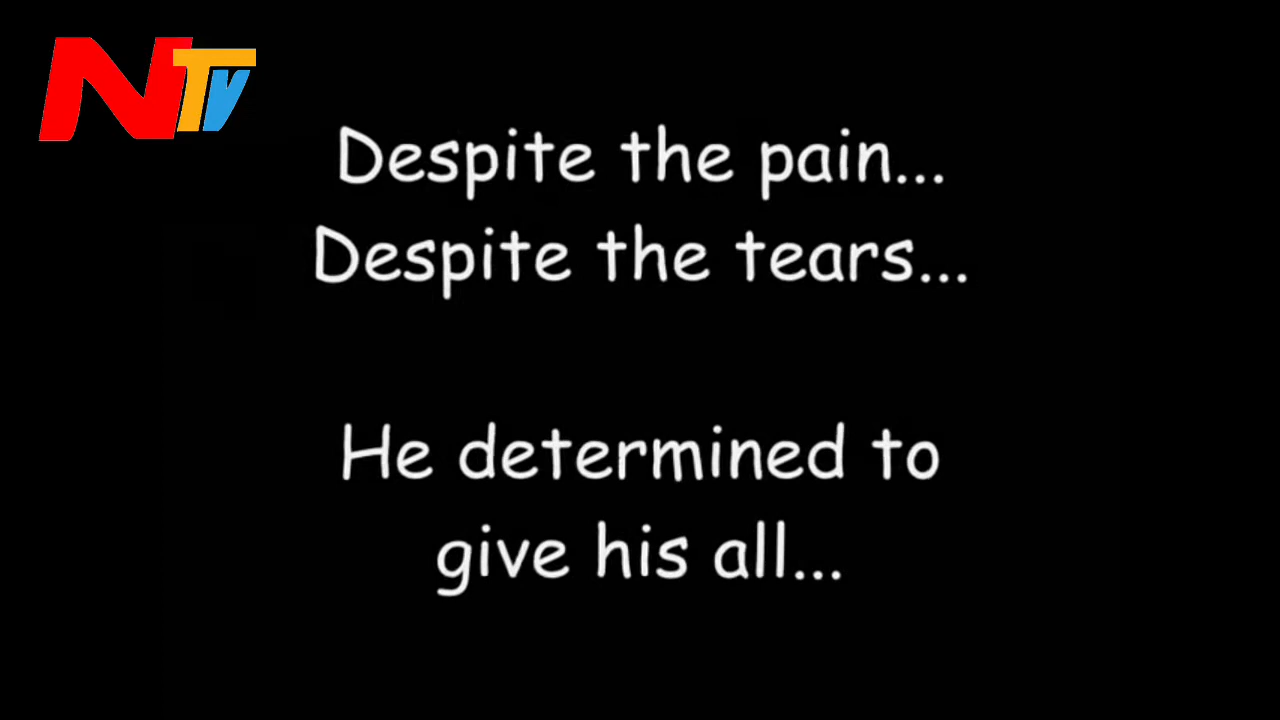 NTv
Despite the pain...
Despite the tears...
He determined to
give his all...